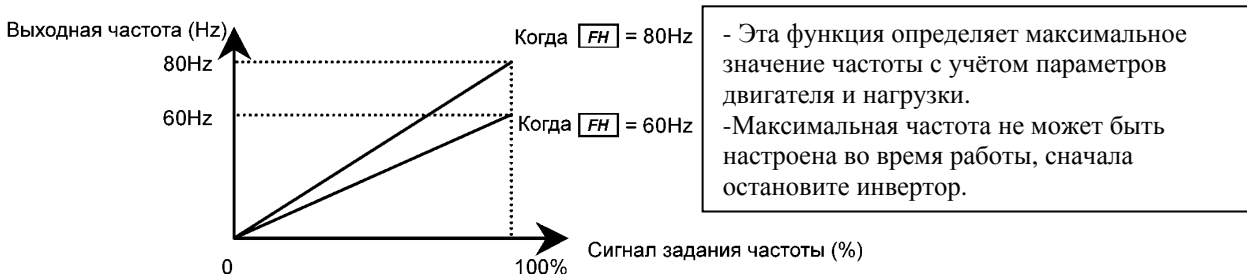 Выходная частота (Hz)
80Hz
60Hz
Когда FH = 80Hz
Когда FH = 60Hz
0
100%
Сигнал задания частоты (%)
- Эта функция определяет максимальное
значение частоты с учётом параметров
двигателя и нагрузки.
-Максимальная частота не может быть
настроена во время работы, сначала
остановите инвертор.